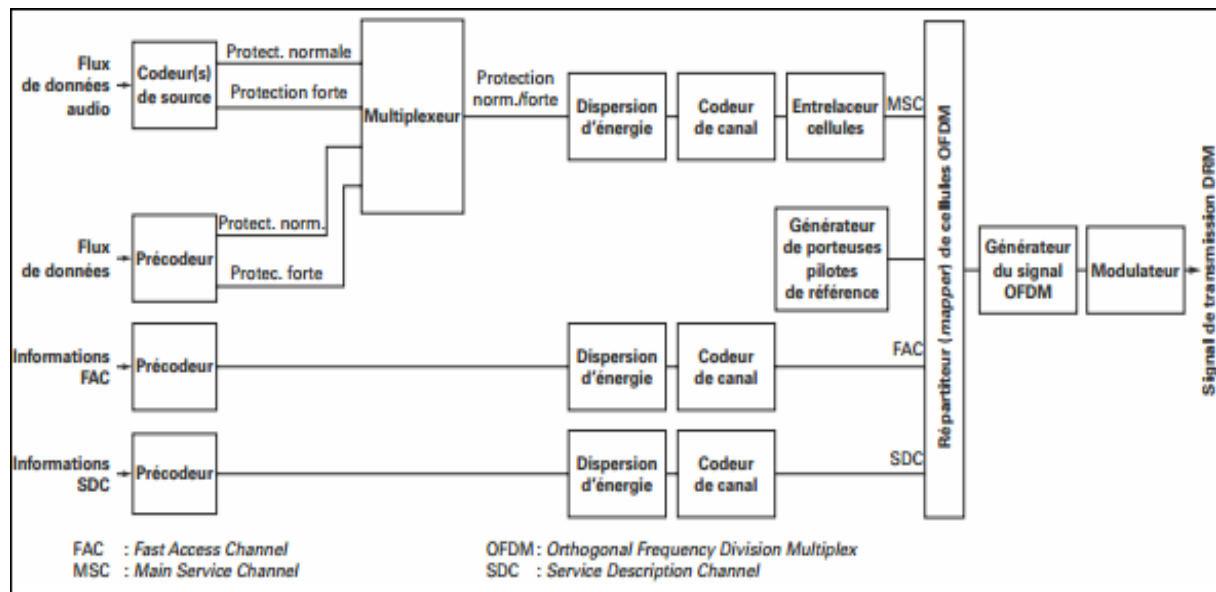 Flux
de données
audio
Codeur(s)
de source
Protect. normale
Protection forte
Multiplexeur
Protection
norm./forte
Dispersion
d'énergie
Codeur
de canal
Entrelaceur
cellules
MSC
Flux
de données
Précodeur
Protect. norm.
Protec. forte
Générateur
de porteuses
pilotes
de référence
Répartiteur (mapper) de cellules OFDM
Générateur
du signal
OFDM
Modulateur
Signal de transmission DRM
Informations
FAC
Précodeur
Dispersion
d'énergie
Codeur
de canal
FAC
Informations
SDC
Précodeur
Dispersion
d'énergie
Codeur
de canal
SDC
FAC : Fast Access Channel
OFDM : Orthogonal Frequency Division Multiplex
MSC : Main Service Channel
SDC : Service Description Channel